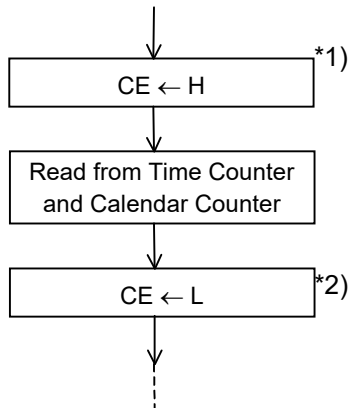 *1)
CE ← H
Read from Time Counter
and Calendar Counter
*2)
CE ← L